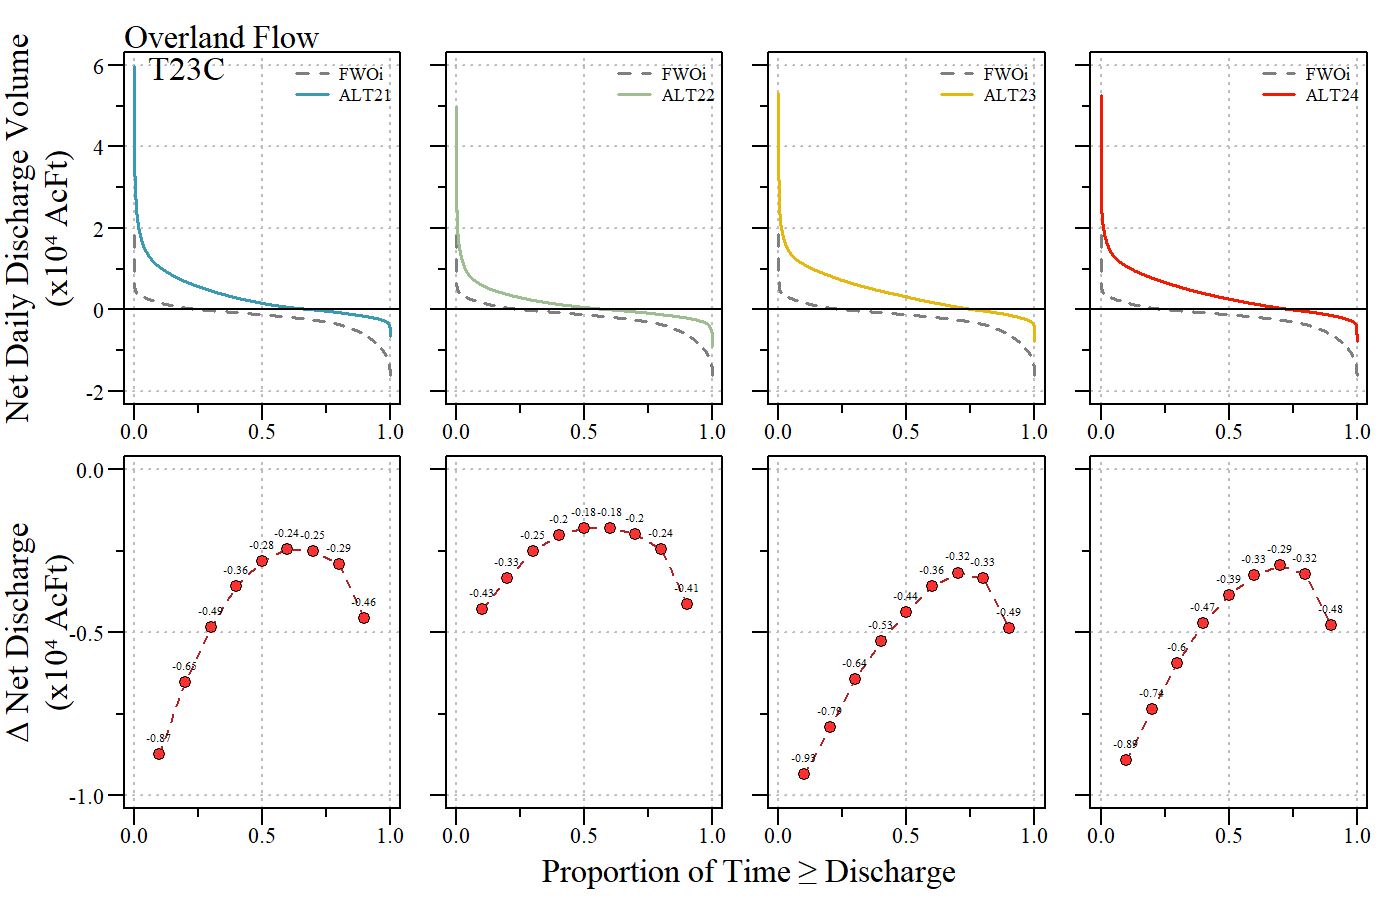 Overland Flow
T23C
Net Daily Discharge Volume
(x10⁴ AcFt)
6
4
2
0
-2
FWOi
ALT21
FWOi
ALT22
FWOi
ALT23
FWOi
ALT24
0.0 0.5 1.0
0.0 0.5 1.0
0.0 0.5 1.0
0.0 0.5 1.0
Δ Net Discharge
(x10⁴ AcFt)
0.0
-0.5
-1.0
-0.87 -0.65 -0.49 -0.36 -0.28 -0.24 -0.25 -0.29 -0.46
-0.43 -0.33 -0.25 -0.2 -0.18 -0.18 -0.2 -0.24 -0.41
-0.93 -0.79 -0.64 -0.53 -0.44 -0.36 -0.32 -0.33 -0.49
-0.89 -0.74 -0.6 -0.47 -0.39 -0.33 -0.29 -0.32 -0.48
0.0 0.5 1.0
0.0 0.5 1.0
0.0 0.5 1.0
0.0 0.5 1.0
Proportion of Time ≥ Discharge